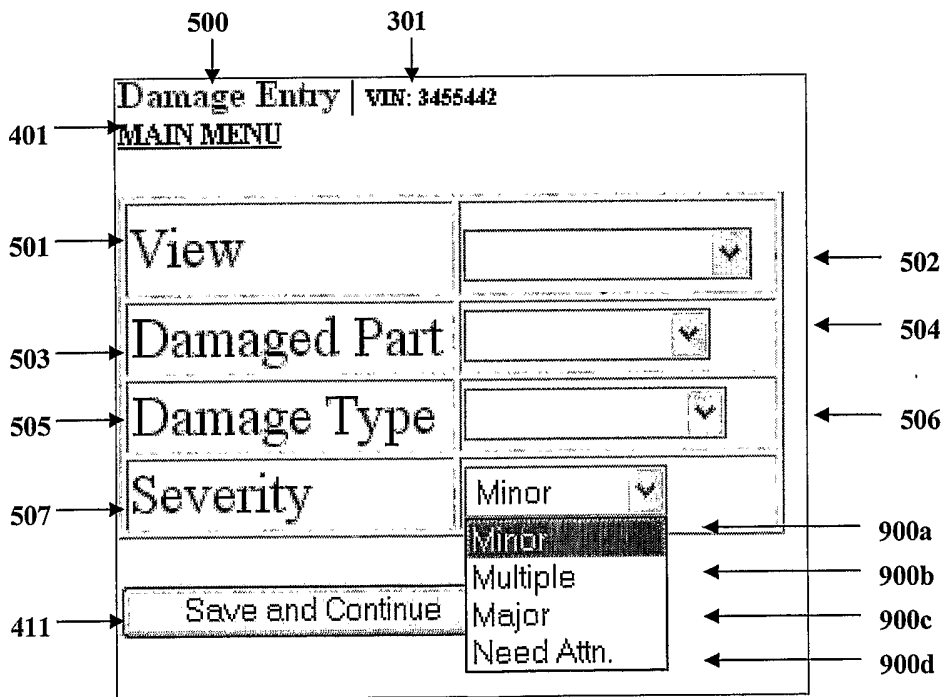 500 301
Damage Entry | VIN: 3455442
401 MAIN MENU
501 View 502
503 Damaged Part 504
505 Damage Type 506
507 Severity Minor
Minor 900a
Multiple 900b
411 Save and Continue Major 900c
Need Attn. 900d